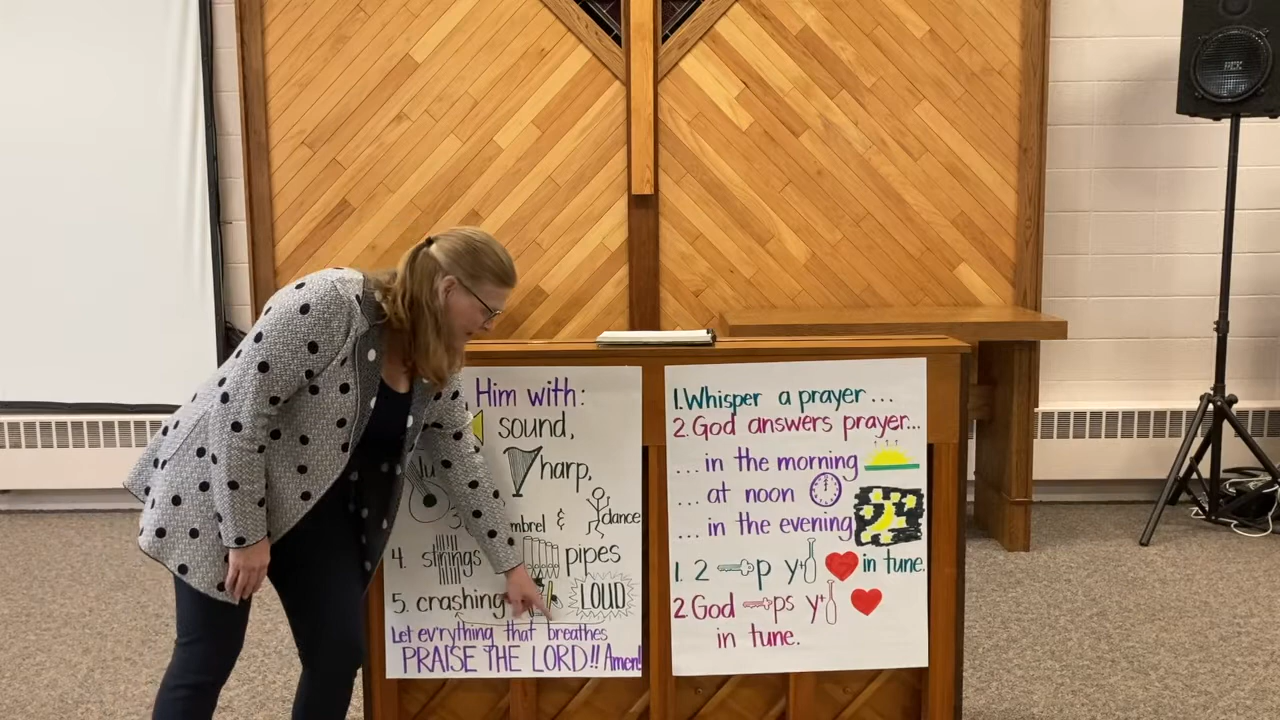 Him with:
sound,
harp,
dance
4. strings pipes
5. crashing LOUD
Let ev'rything that breathes
PRAISE THE LORD!! Amen!
1. Whisper a prayer...
2. God answers prayer...
... in the morning
... at noon
... in the evening
1. 2 p y+ in tune.
2. God ps y+
in tune.